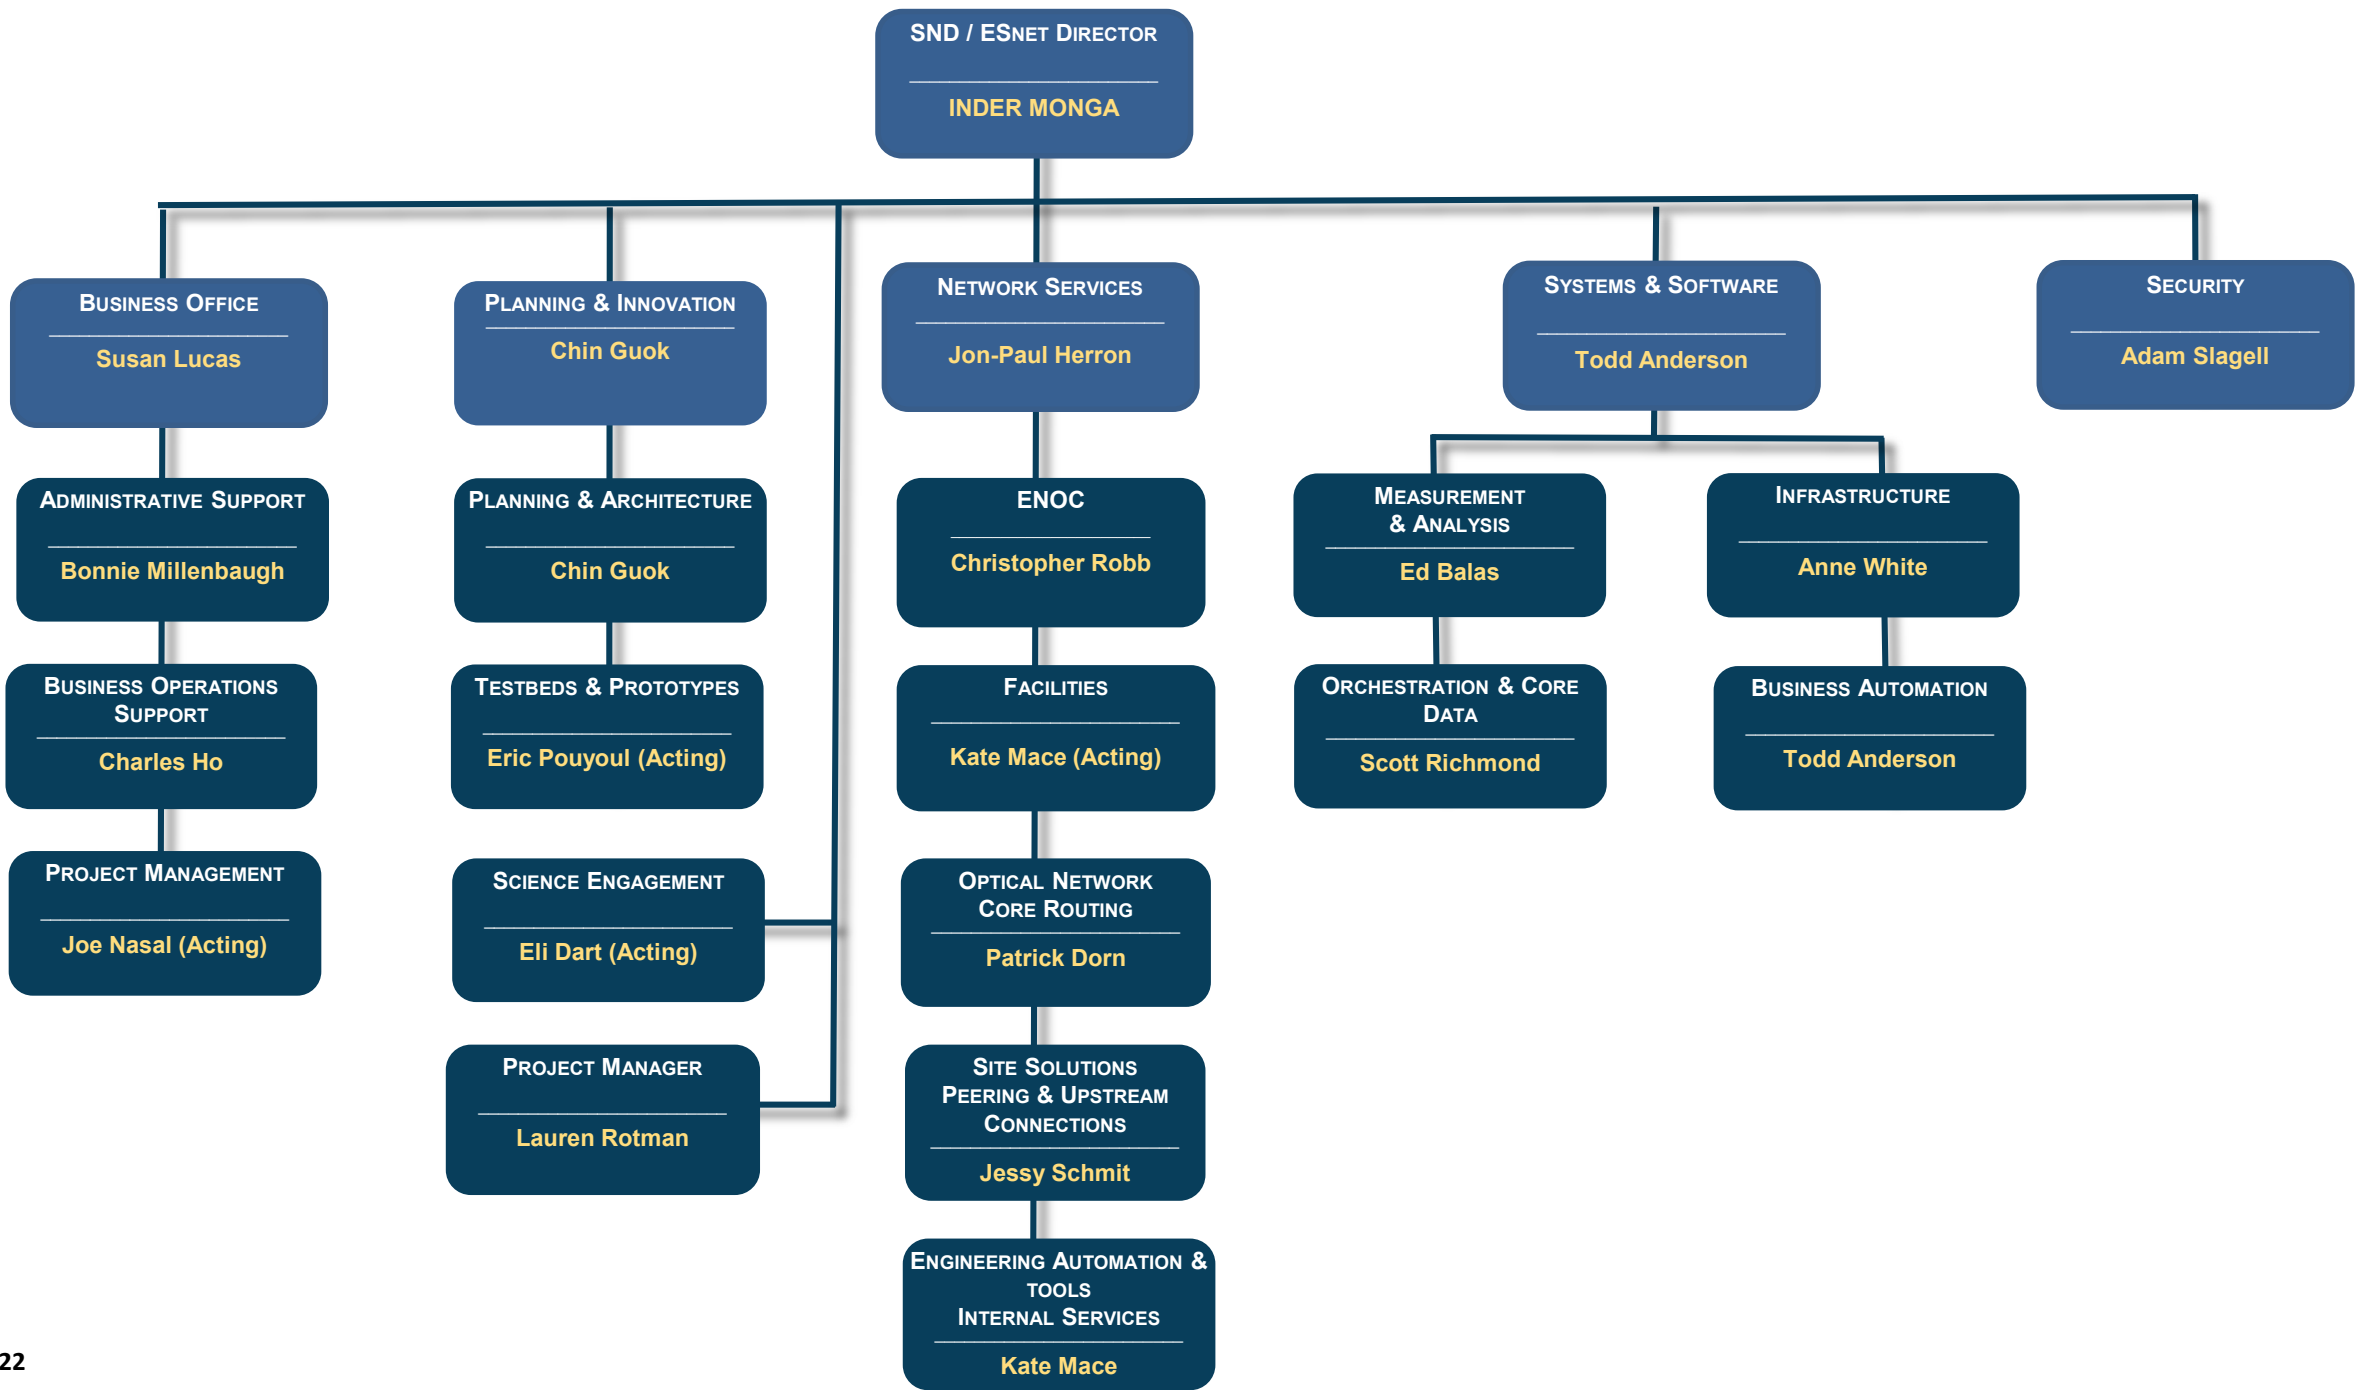 SND / ESNET DIRECTOR
INDER MONGA
BUSINESS OFFICE
Susan Lucas
PLANNING & INNOVATION
Chin Guok
NETWORK SERVICES
Jon-Paul Herron
SYSTEMS & SOFTWARE
Todd Anderson
SECURITY
Adam Slagell
ADMINISTRATIVE SUPPORT
Bonnie Millenbaugh
PLANNING & ARCHITECTURE
Chin Guok
ENOC
Christopher Robb
MEASUREMENT
& ANALYSIS
Ed Balas
INFRASTRUCTURE
Anne White
BUSINESS OPERATIONS
SUPPORT
Charles Ho
TESTBEDS & PROTOTYPES
Eric Pouyoul (Acting)
FACILITIES
Kate Mace (Acting)
ORCHESTRATION & CORE
DATA
Scott Richmond
BUSINESS AUTOMATION
Todd Anderson
PROJECT MANAGEMENT
Joe Nasal (Acting)
SCIENCE ENGAGEMENT
Eli Dart (Acting)
OPTICAL NETWORK
CORE ROUTING
Patrick Dorn
PROJECT MANAGER
Lauren Rotman
SITE SOLUTIONS
PEERING & UPSTREAM
CONNECTIONS
Jessy Schmit
ENGINEERING AUTOMATION &
TOOLS
INTERNAL SERVICES
Kate Mace
22